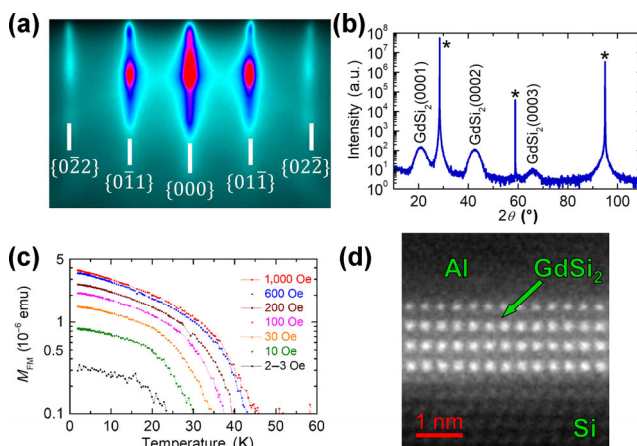 (a)
{02̄2}
{01̄1}
{000}
{011̄}
{022̄}
(b)
Intensity (a.u.)
10⁸
10⁷
10⁶
10⁵
10⁴
10³
10²
10¹
10⁰
GdSi₂(0001)
*
GdSi₂(0002)
*
GdSi₂(0003)
*
20 40 60 80 100
2θ (°)
(c)
M_FM (10⁻⁶ emu)
5
1
0.5
0.1
1,000 Oe
600 Oe
200 Oe
100 Oe
30 Oe
10 Oe
2–3 Oe
0 10 20 30 40 50 60
Temperature (K)
(d)
Al
GdSi₂
1 nm
Si